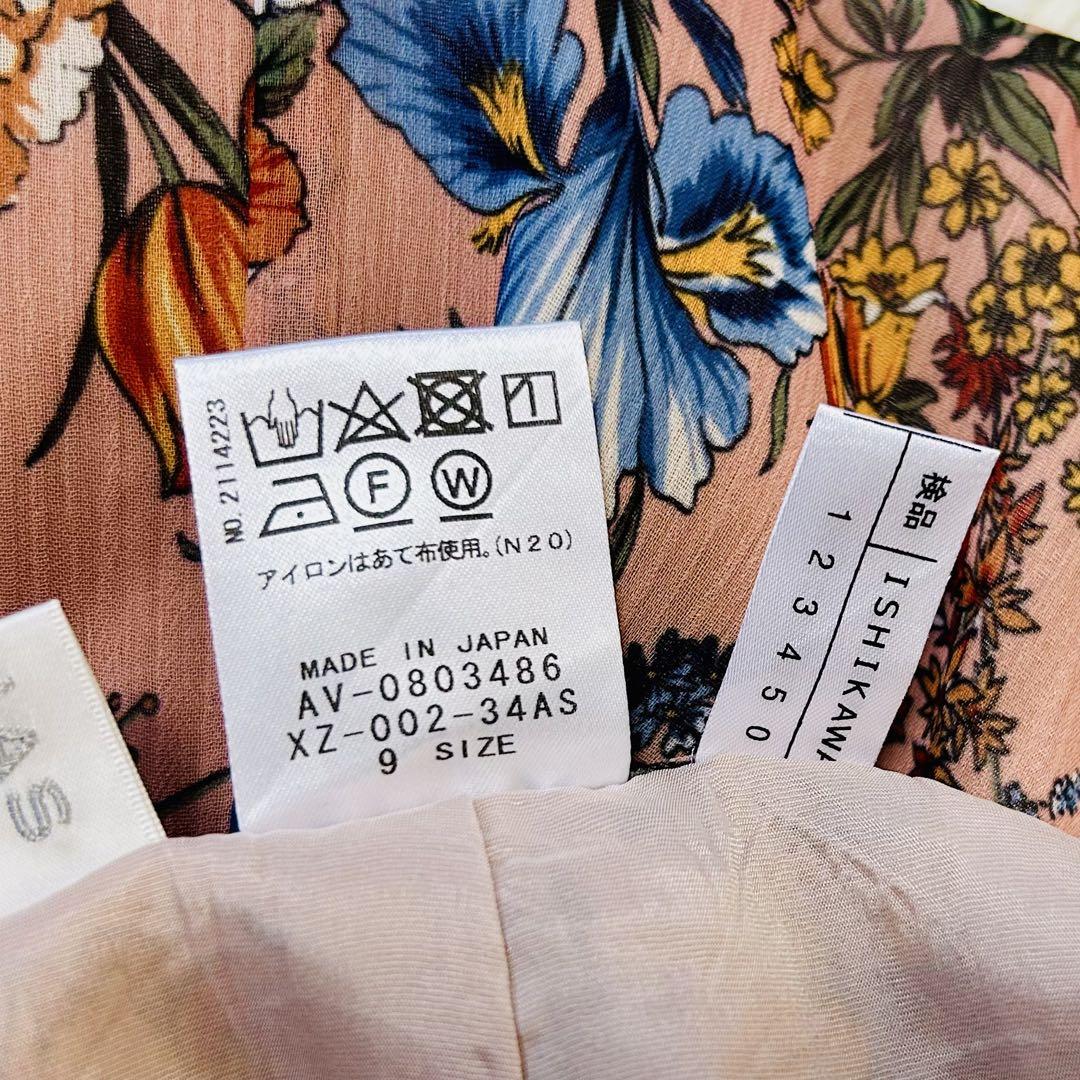 NO.2114223
F W
アイロンはあて布使用。(N20)
MADE IN JAPAN
AV-0803486
XZ-002-34AS
9 SIZE
検品
ISHIKAWA
1 2 3 4 5 0
AS